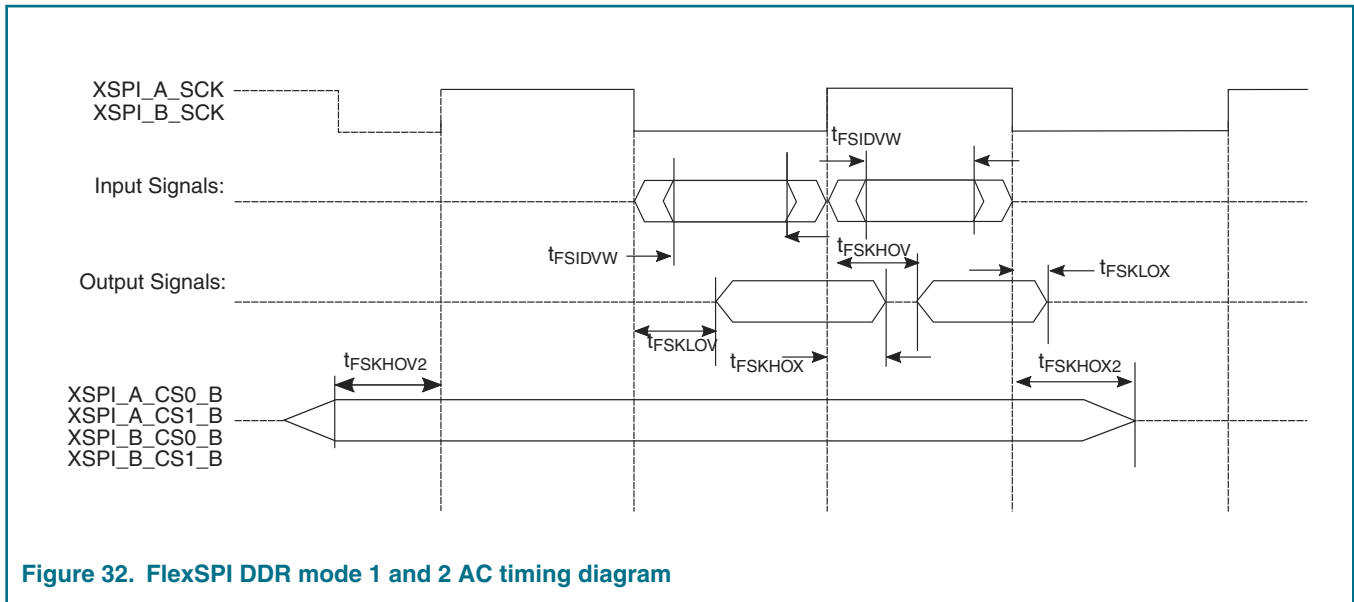 XSPI_A_SCK
XSPI_B_SCK
tFSIDVW
Input Signals:
tFSIDVW
tFSKHOV
Output Signals:
tFSKLOX
tFSKLOV
tFSKHOX
tFSKHOV2
tFSKHOX2
XSPI_A_CS0_B
XSPI_A_CS1_B
XSPI_B_CS0_B
XSPI_B_CS1_B
Figure 32. FlexSPI DDR mode 1 and 2 AC timing diagram